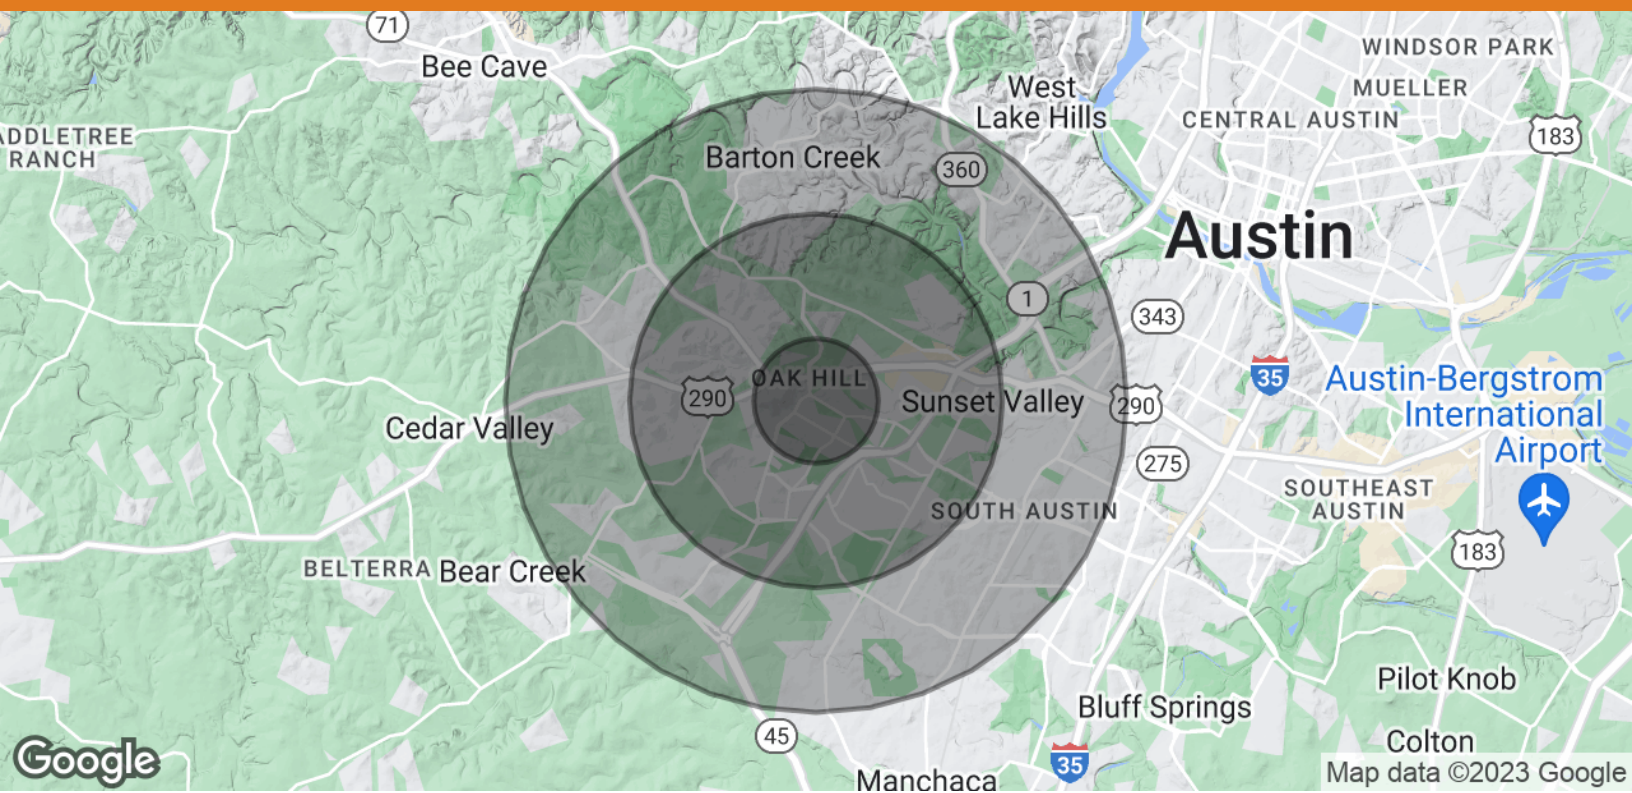 71
Bee Cave
WINDSOR PARK
West
Lake Hills
MUELLER
CENTRAL AUSTIN
183
ADDLETREE
RANCH
Barton Creek
360
Austin
1
343
OAK HILL
35
Austin-Bergstrom
International
Airport
290
Sunset Valley
290
Cedar Valley
275
SOUTHEAST
AUSTIN
SOUTH AUSTIN
183
BELTERRA
Bear Creek
Pilot Knob
Bluff Springs
45
Colton
35
Google
Manchaca
Map data ©2023 Google